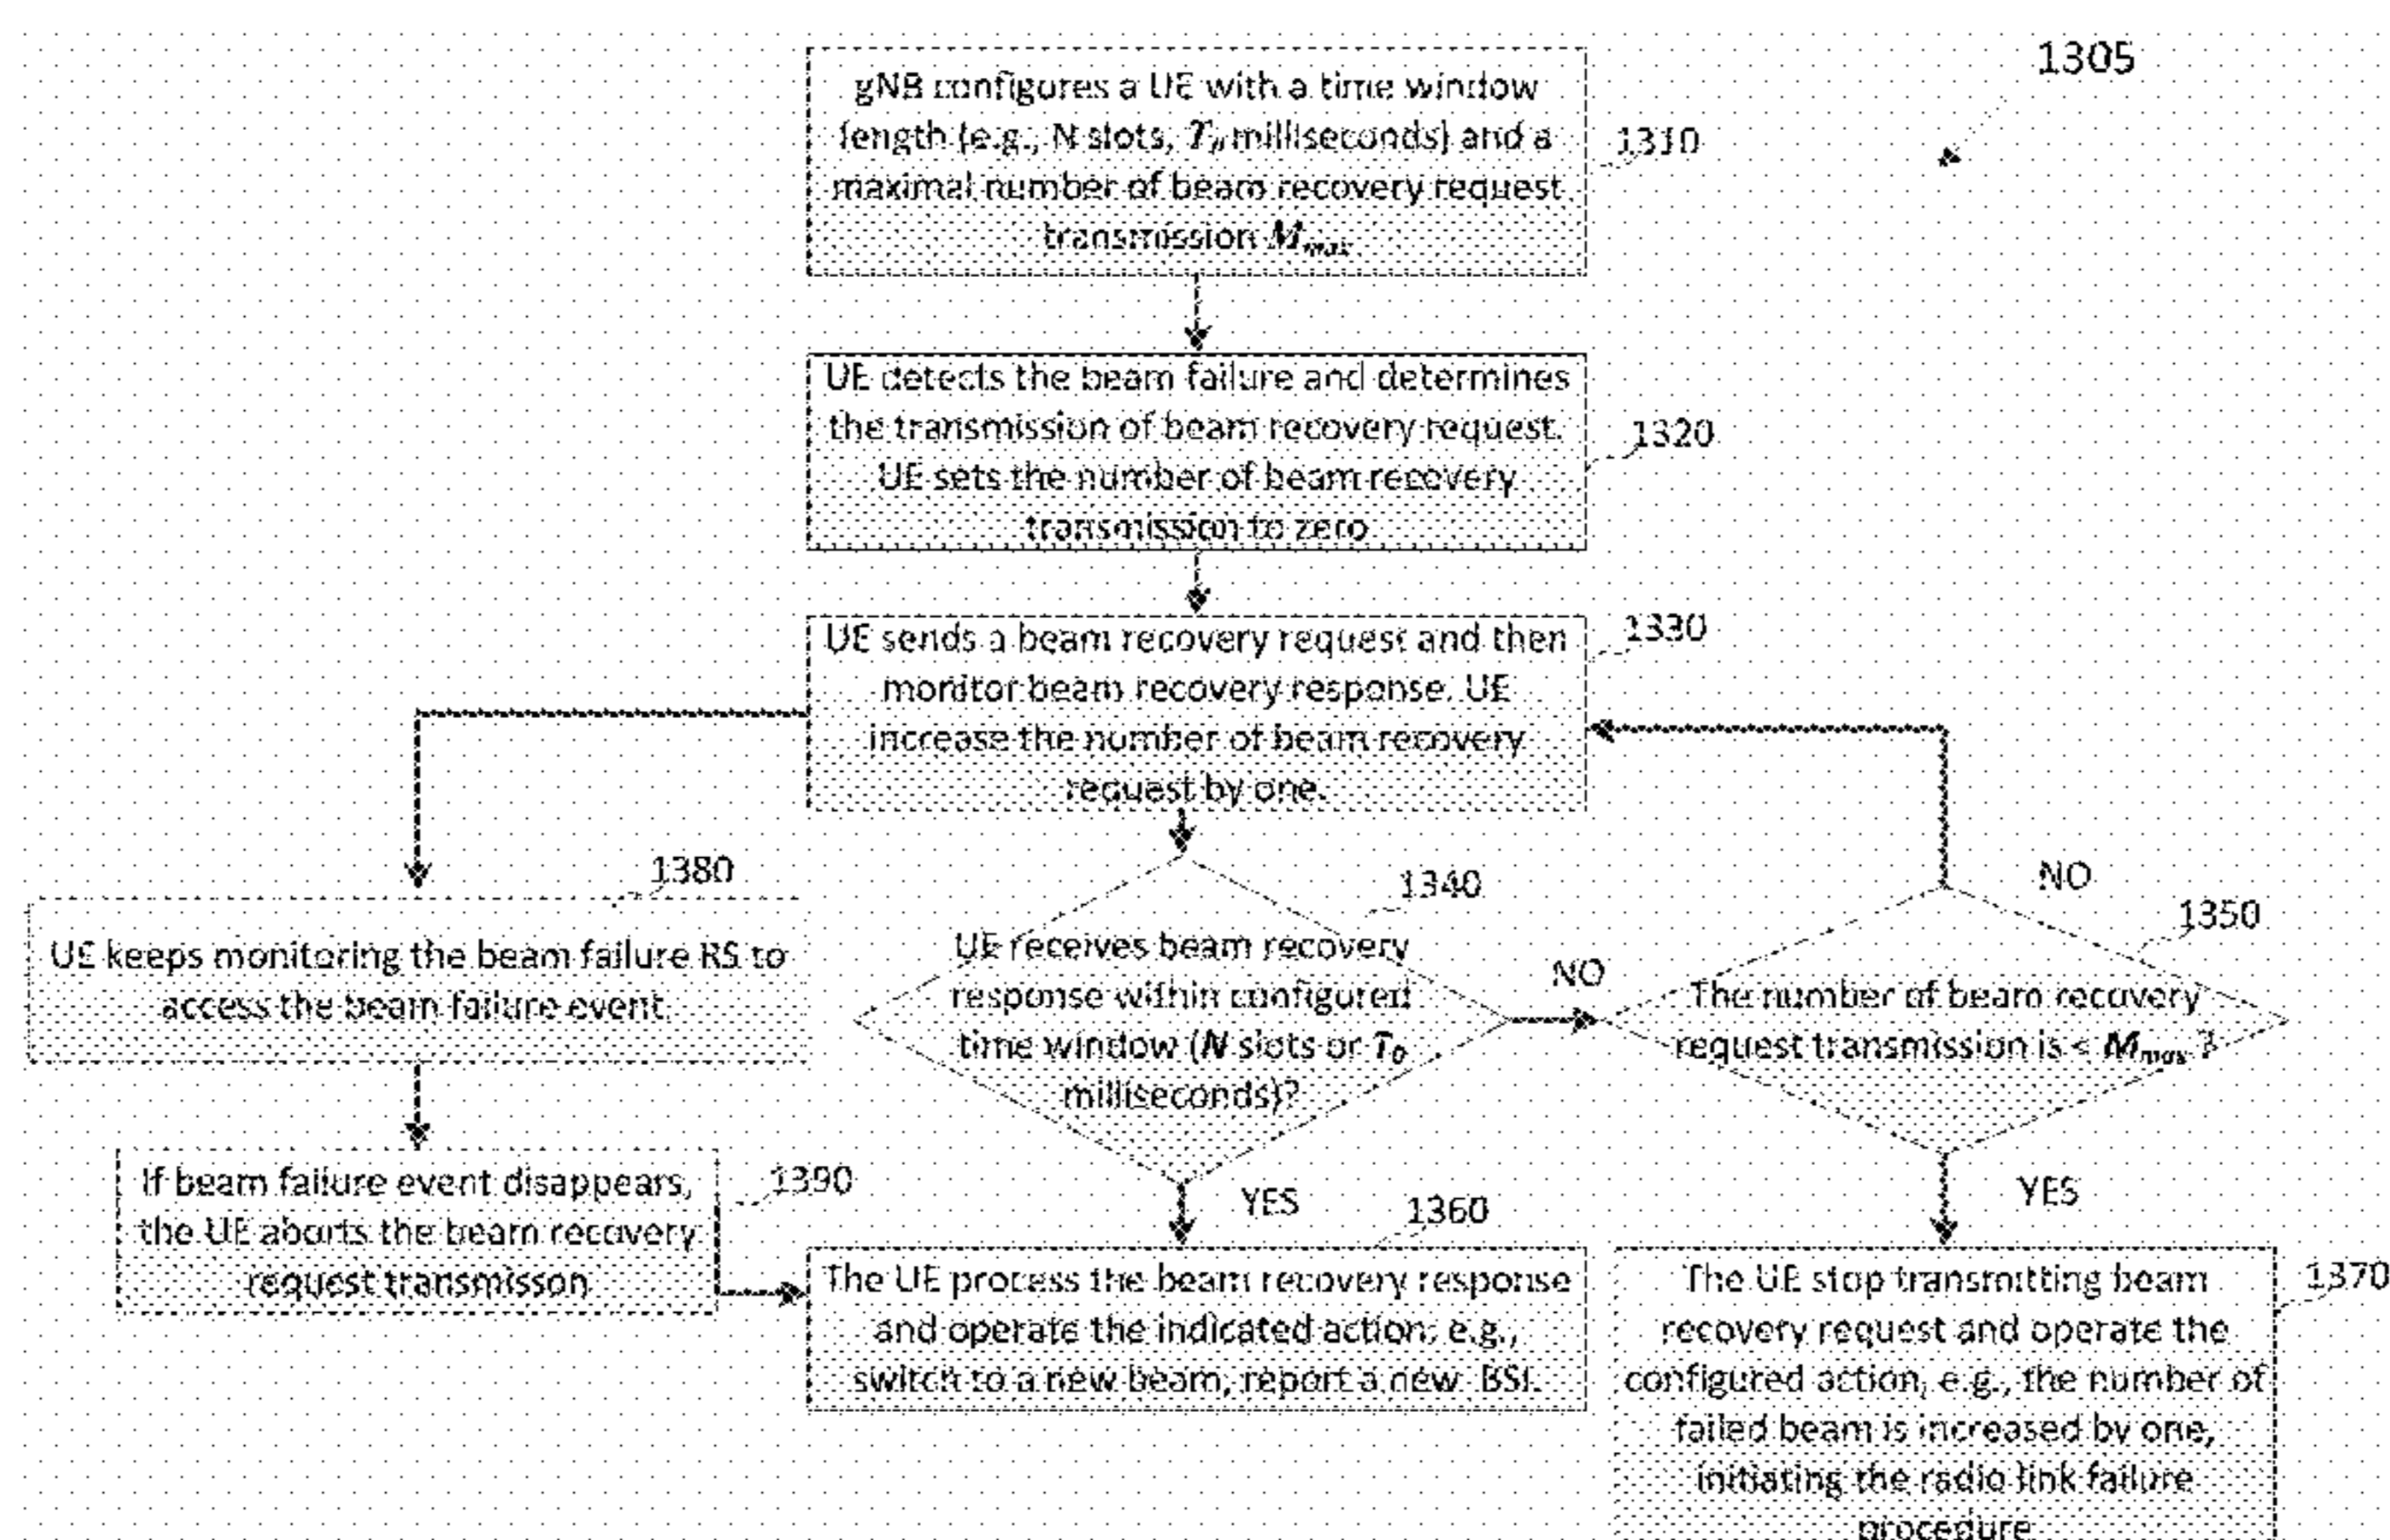 1305
gNB configures a UE with a time window
length (e.g., N slots, T₀ milliseconds) and a
maximal number of beam recovery request
transmission Mmax
1310
UE detects the beam failure and determines
the transmission of beam recovery request.
UE sets the number of beam recovery
transmission to zero
1320
UE sends a beam recovery request and then
monitor beam recovery response. UE
increase the number of beam recovery
request by one.
1330
1380
UE keeps monitoring the beam failure RS to
access the beam failure event.
1340
UE receives beam recovery
response within configured
time window (N slots or T₀
milliseconds)?
NO
NO
1350
The number of beam recovery
request transmission is < Mmax ?
If beam failure event disappears,
the UE aborts the beam recovery
request transmisson
1390
YES
1360
The UE process the beam recovery response
and operate the indicated action, e.g.,
switch to a new beam, report a new BSI.
YES
The UE stop transmitting beam
recovery request and operate the
configured action, e.g., the number of
failed beam is increased by one,
initiating the radio link failure
procedure
1370